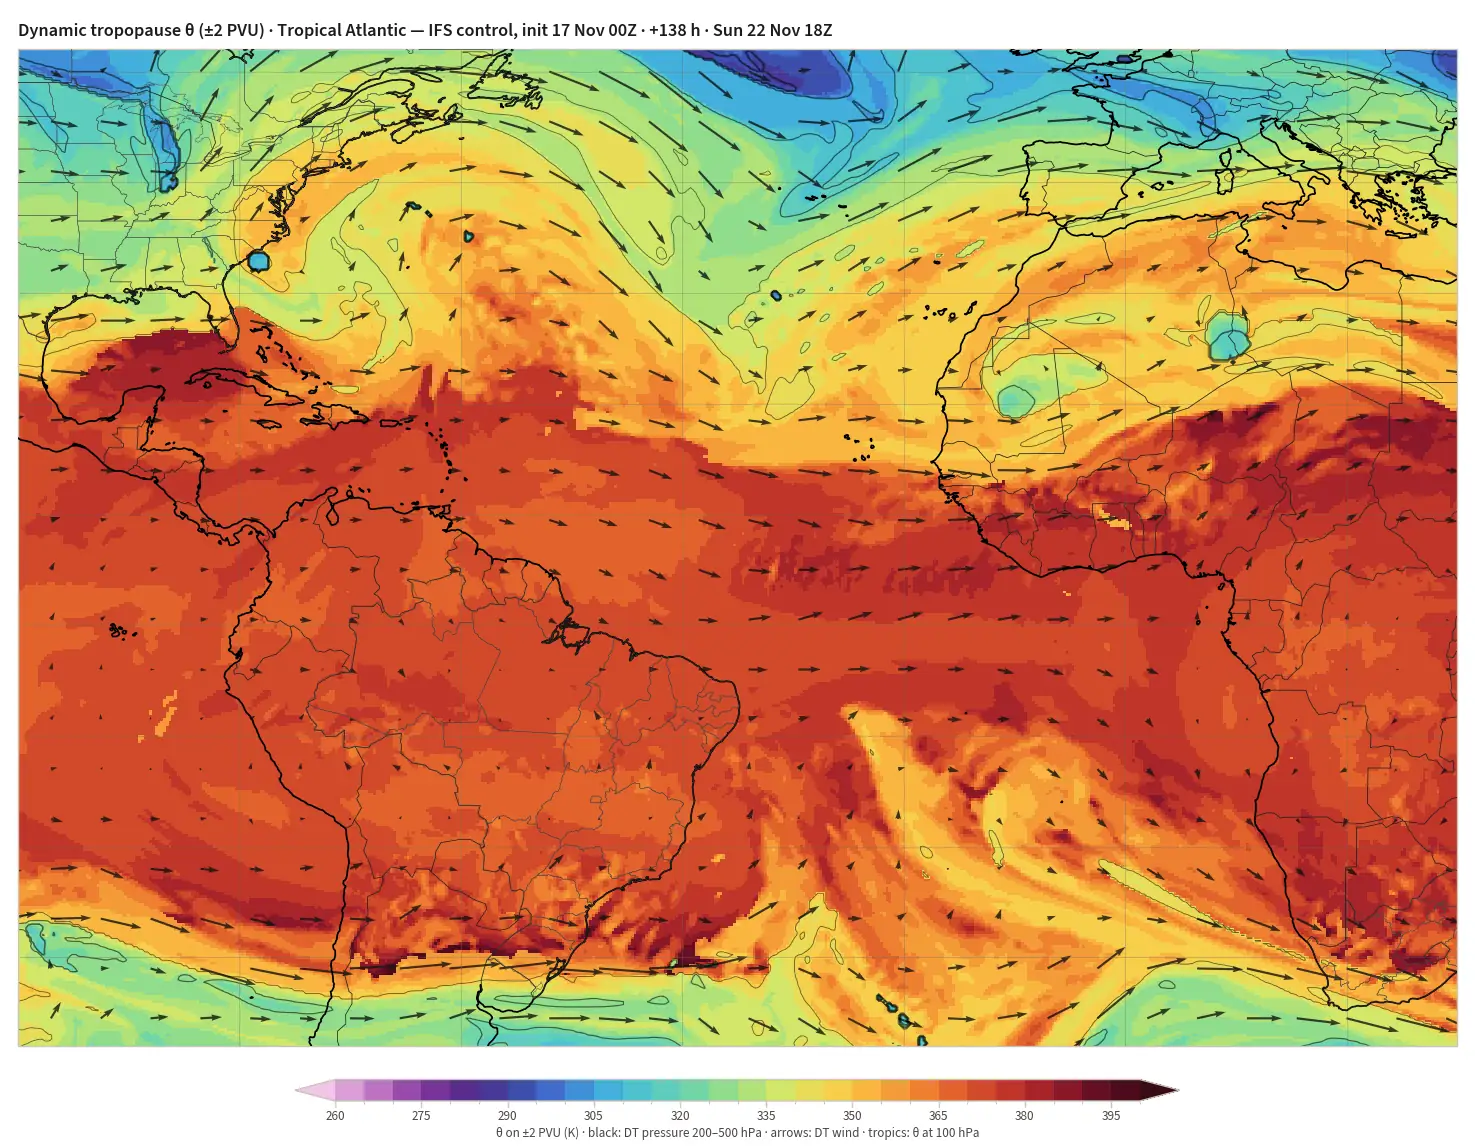 Dynamic tropopause θ (±2 PVU) · Tropical Atlantic — IFS control, init 17 Nov 00Z · +138 h · Sun 22 Nov 18Z
260 275 290 305 320 335 350 365 380 395
θ on ±2 PVU (K) · black: DT pressure 200–500 hPa · arrows: DT wind · tropics: θ at 100 hPa